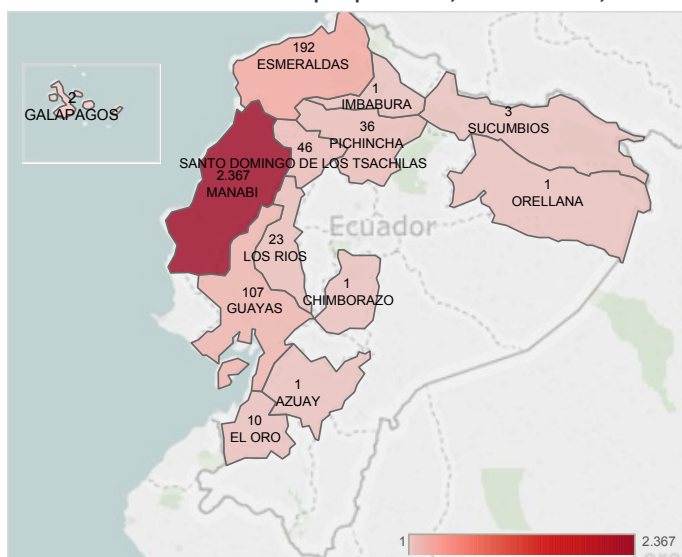 192
ESMERALDAS
2
GALAPAGOS
1
IMBABURA
3
SUCUMBIOS
36
PICHINCHA
46
SANTO DOMINGO DE LOS TSACHILAS
2.367
MANABI
1
ORELLANA
Ecuador
23
LOS RIOS
1
CHIMBORAZO
107
GUAYAS
1
AZUAY
10
EL ORO
1
2.367